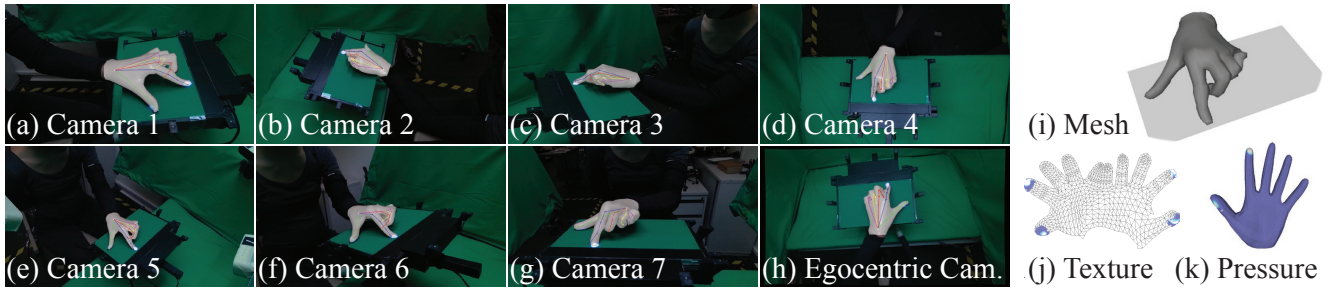 (a) Camera 1
(b) Camera 2
(c) Camera 3
(d) Camera 4
(i) Mesh
(e) Camera 5
(f) Camera 6
(g) Camera 7
(h) Egocentric Cam.
(j) Texture
(k) Pressure